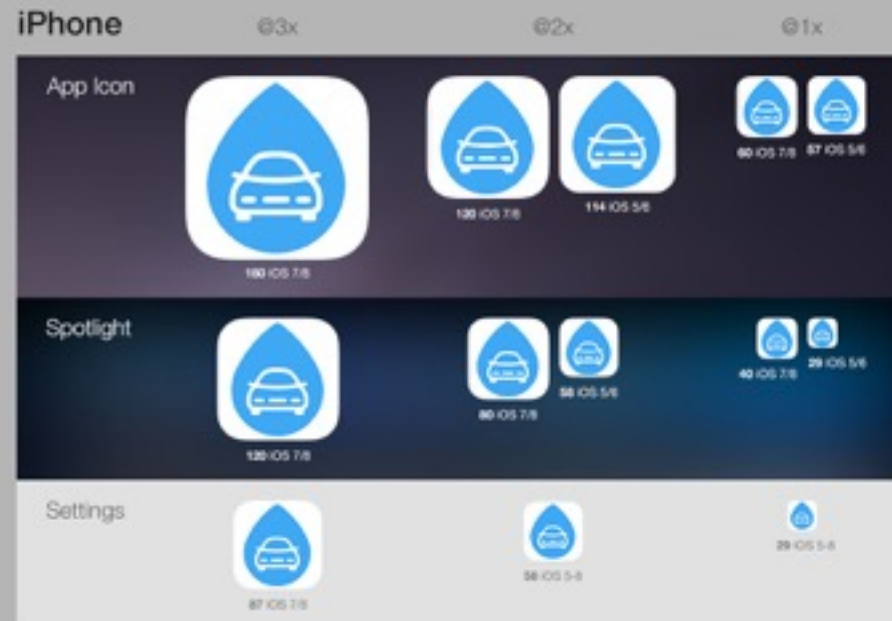 iPhone @3x @2x @1x
App Icon
180 iOS 7/8
120 iOS 7/8
114 iOS 5/6
60 iOS 7/8
57 iOS 5/6
Spotlight
120 iOS 7/8
80 iOS 7/8
58 iOS 5/6
40 iOS 7/8
29 iOS 5/6
Settings
87 iOS 7/8
58 iOS 5-8
29 iOS 5-8